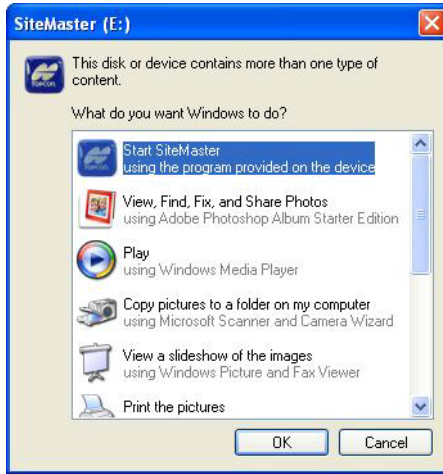 SiteMaster (E:)
This disk or device contains more than one type of
content.
What do you want Windows to do?
TOPCON
Start SiteMaster
using the program provided on the device
View, Find, Fix, and Share Photos
using Adobe Photoshop Album Starter Edition
Play
using Windows Media Player
Copy pictures to a folder on my computer
using Microsoft Scanner and Camera Wizard
View a slideshow of the images
using Windows Picture and Fax Viewer
Print the pictures
OK
Cancel